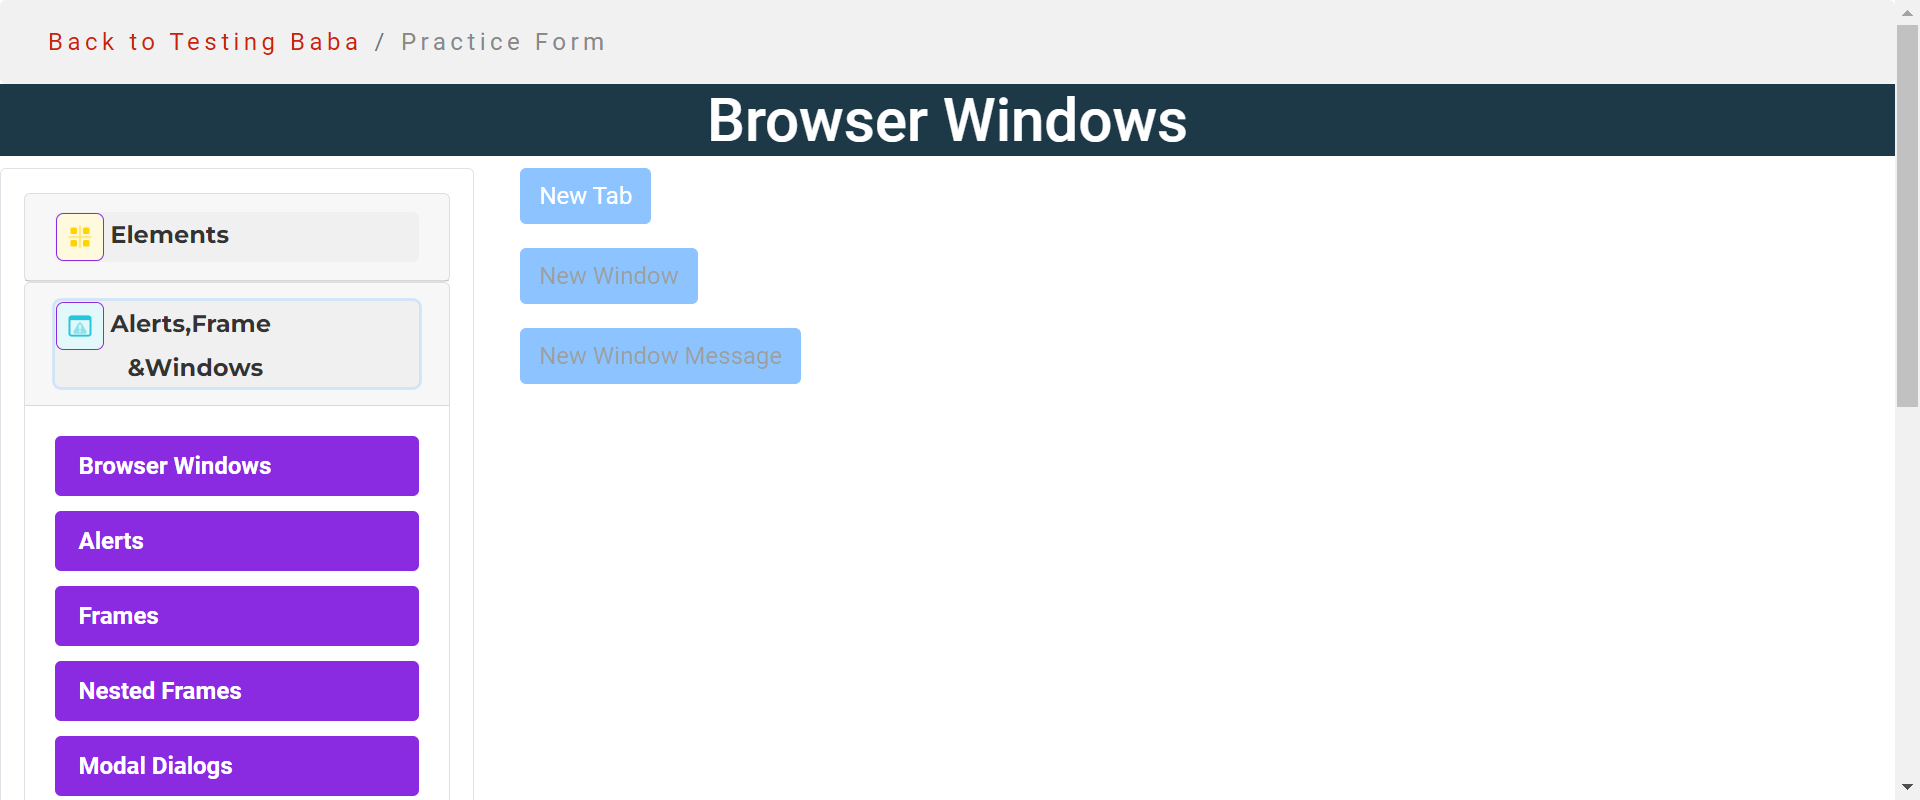 Back to Testing Baba / Practice Form
Browser Windows
Elements
Alerts,Frame
&Windows
Browser Windows
Alerts
Frames
Nested Frames
Modal Dialogs
New Tab
New Window
New Window Message